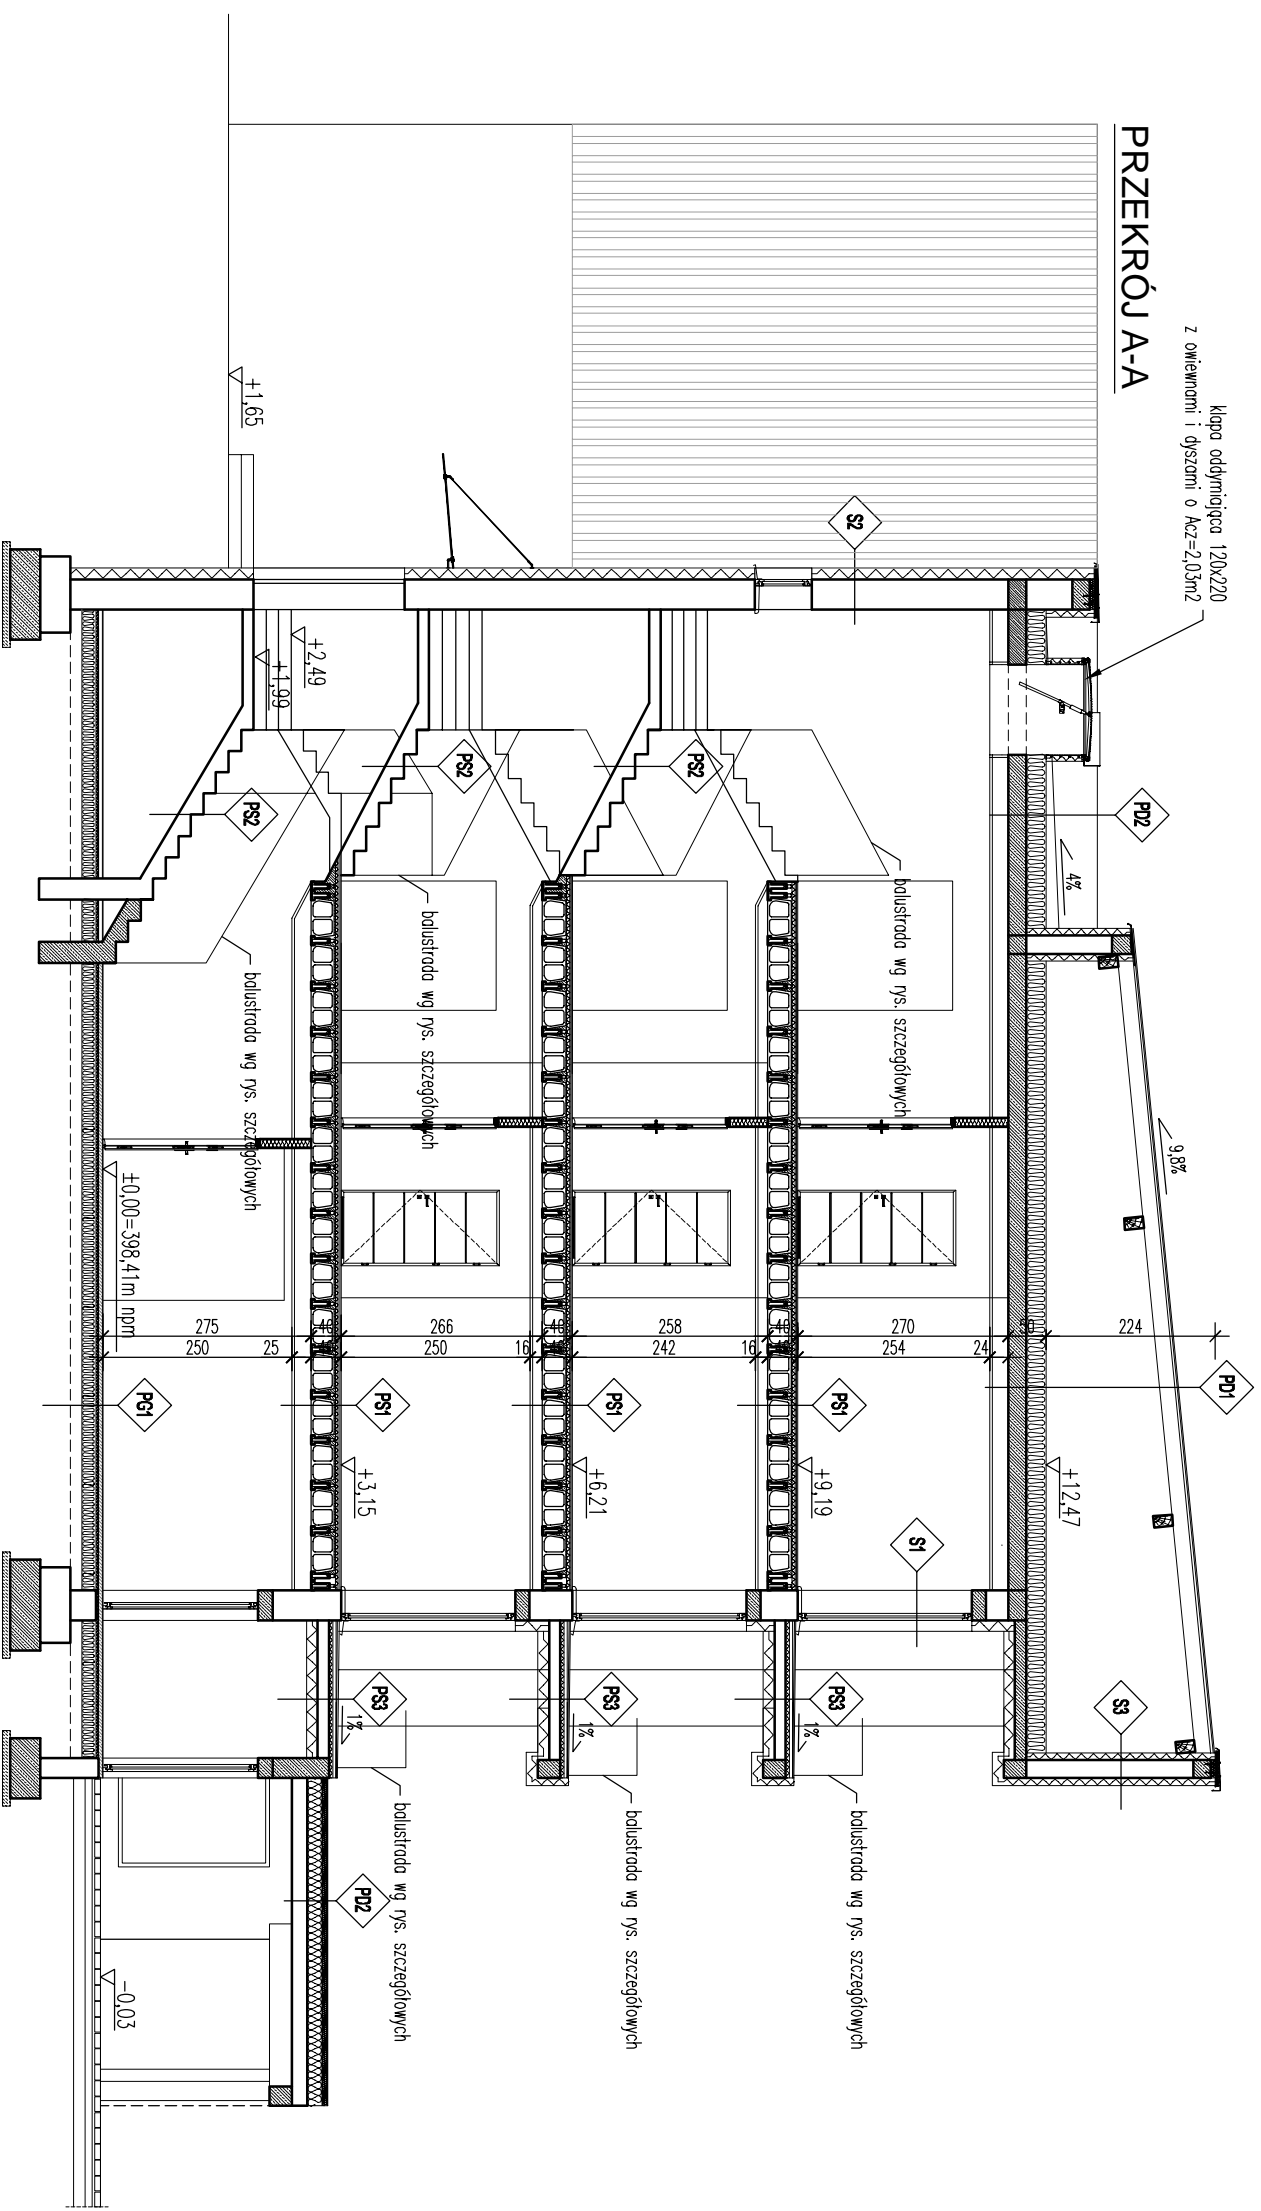 PRZEKRÓJ A-A
klapa oddymiająca 120x220
z owiewnami i dyszami o Acz=2,03m2
PD2
4%
9,8%
224
PD1
+12,47
S3
S2
balustrada wg rys. szczegółowych
270
254
24
+9,19
S1
PS2
PS2
40
PS1
PS3
1%
balustrada wg rys. szczegółowych
258
242
16
+6,21
balustrada wg rys. szczegółowych
40
PS1
PS3
1%
balustrada wg rys. szczegółowych
266
250
16
+3,15
+1,65
+2,49
+1,99
PS2
balustrada wg rys. szczegółowych
40
PS1
PS3
1%
balustrada wg rys. szczegółowych
PD2
275
250
25
±0,00=398,41m npm
PG1
-0,03